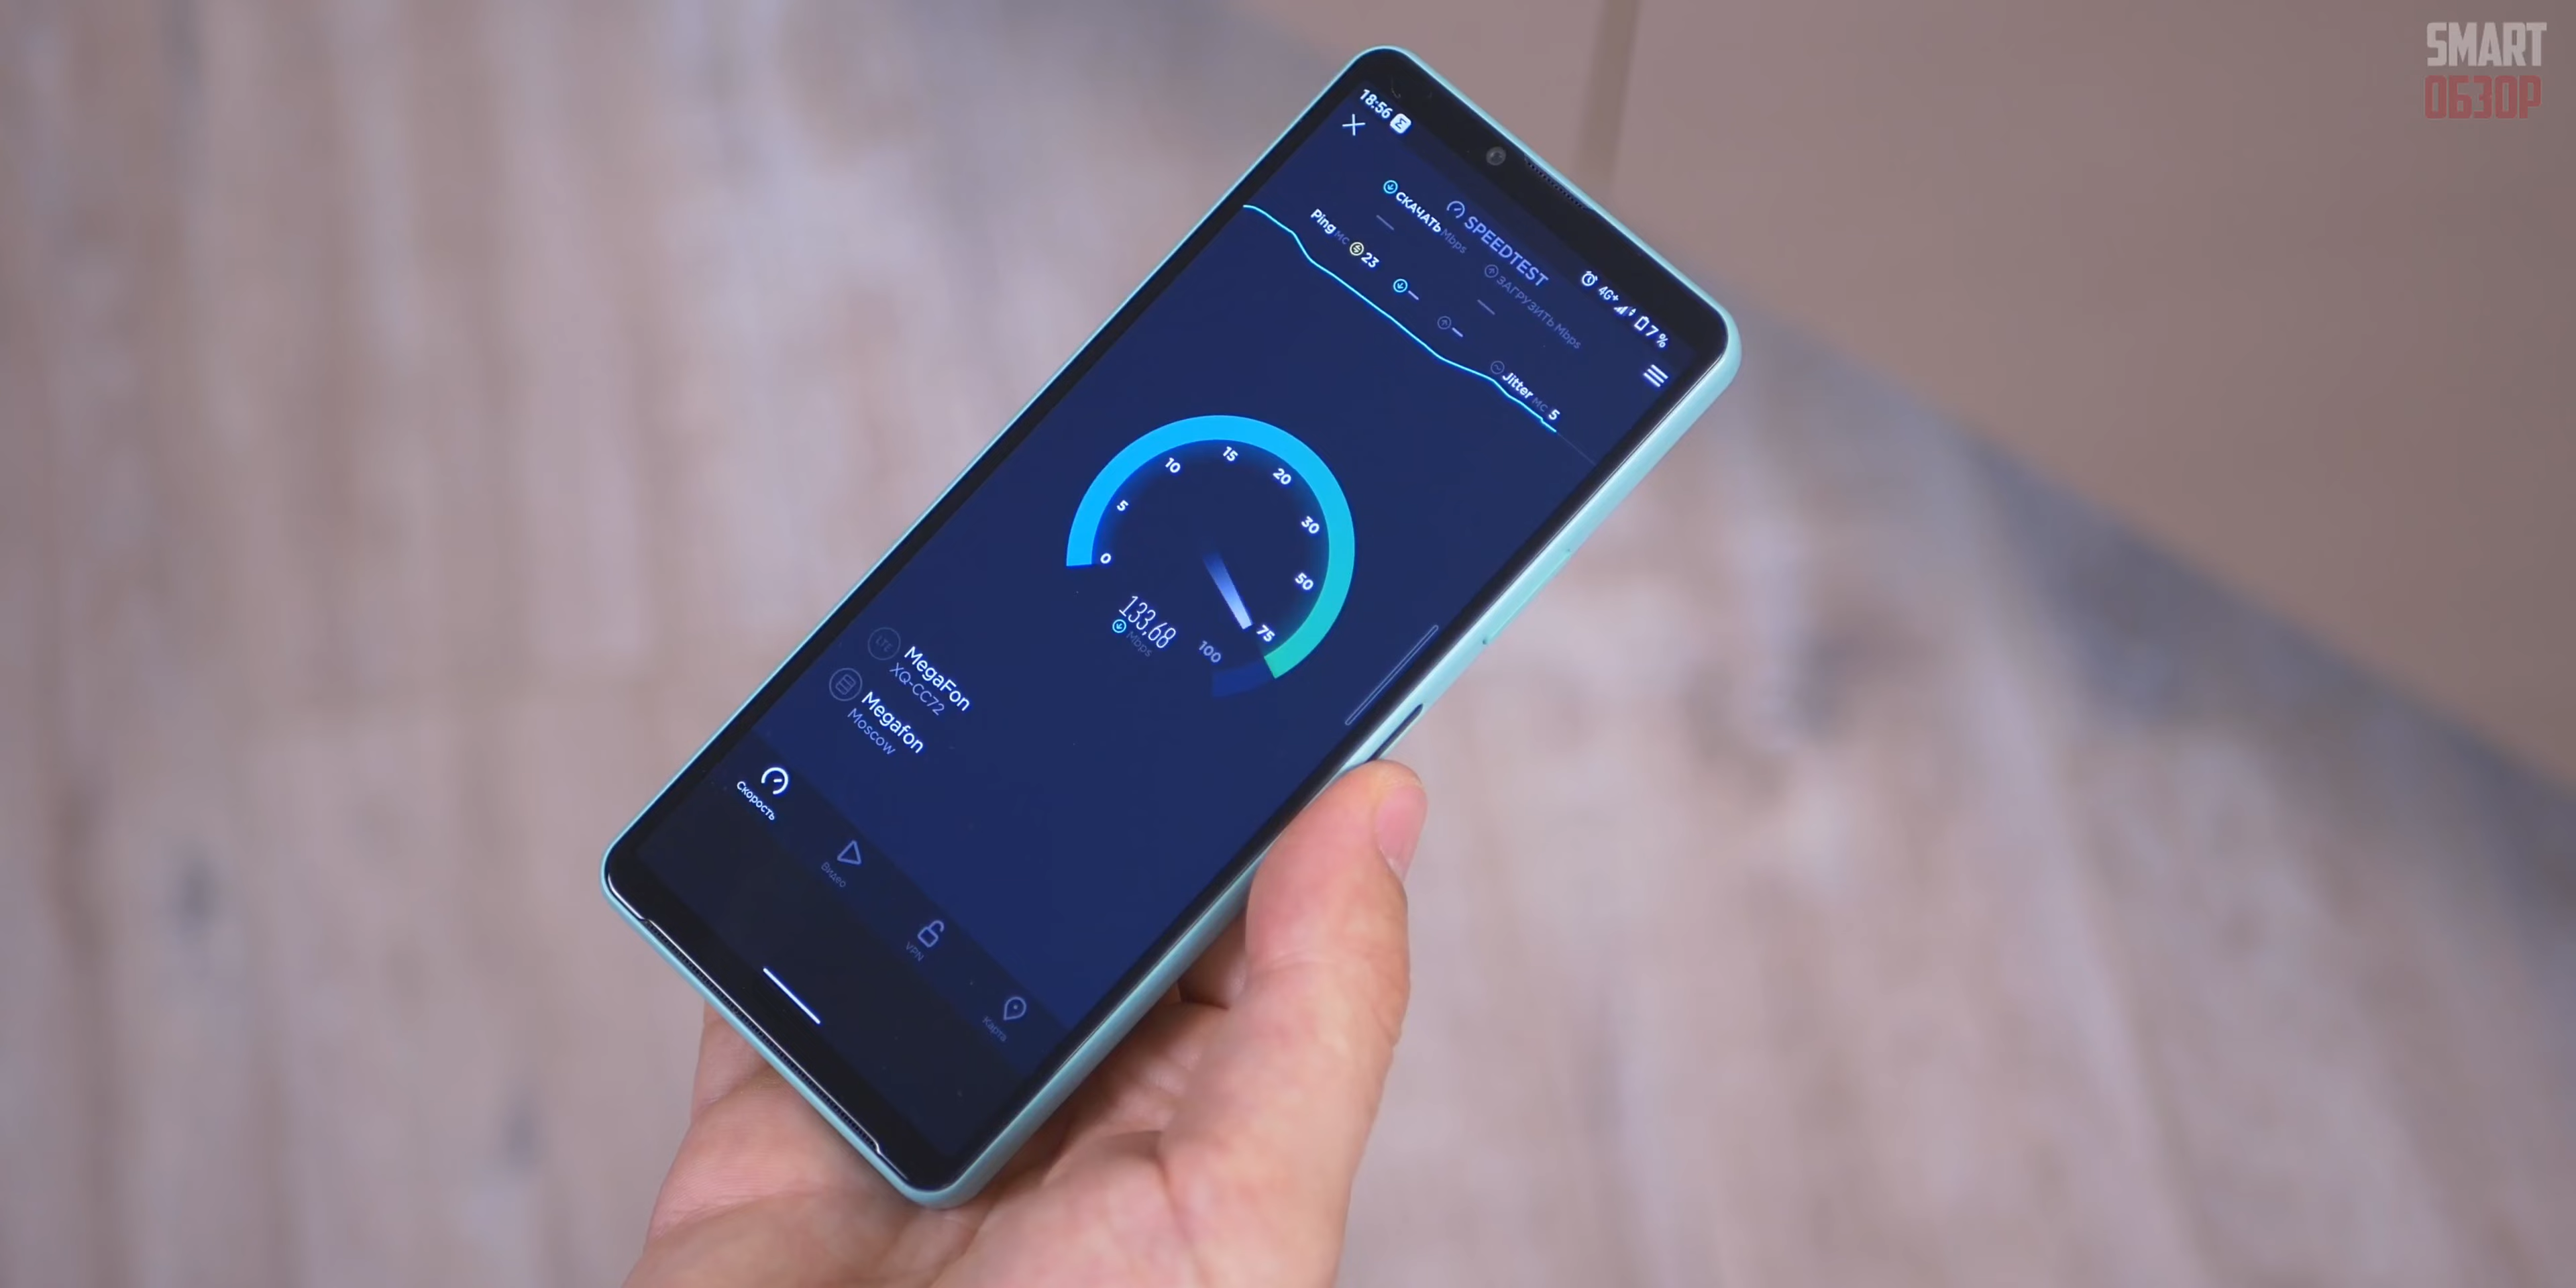 SMART
ОБЗОР
18:56
4G+ 7%
SPEEDTEST
СКАЧАТЬ Mbps
ЗАГРУЗИТЬ Mbps
Ping мс 23
Jitter мс 5
0
5
10
15
20
30
50
75
100
133,68
Mbps
LTE
MegaFon
XQ-CC72
Megafon
Moscow
Скорость
Видео
VPN
Карта